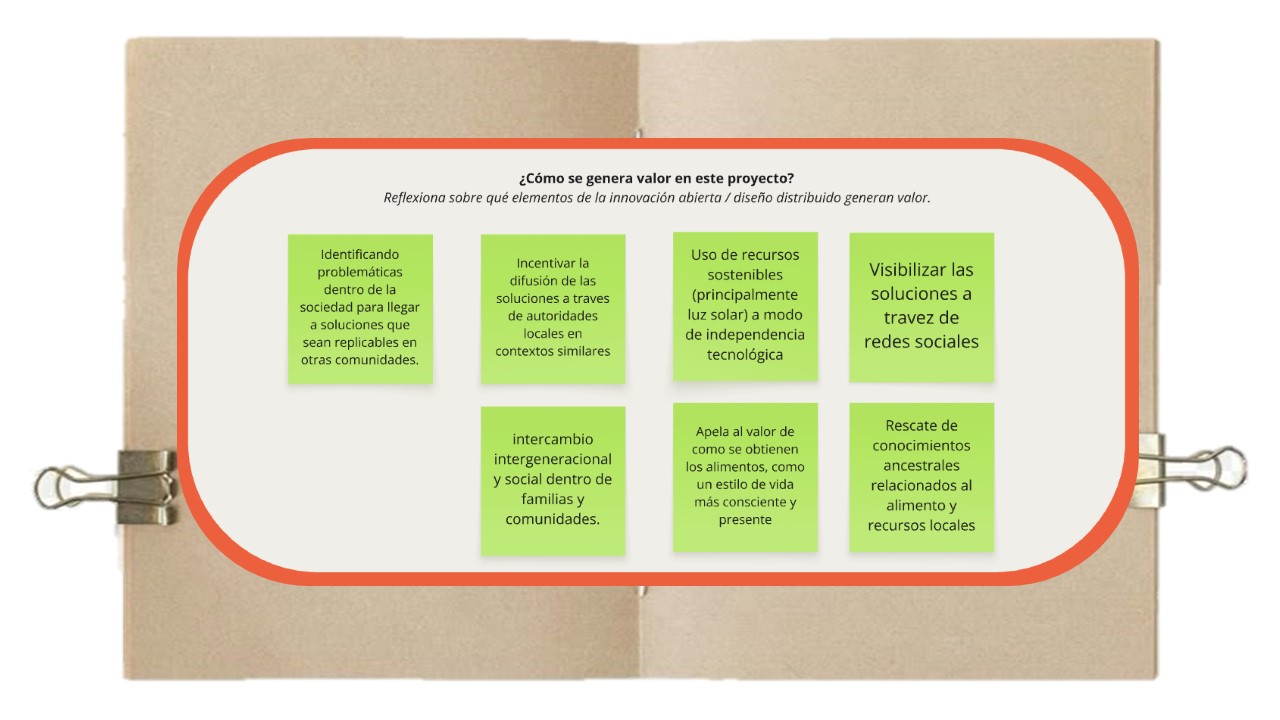 ¿Cómo se genera valor en este proyecto?
Reflexiona sobre qué elementos de la innovación abierta / diseño distribuido generan valor.
Identificando
problemáticas
dentro de la
sociedad para llegar
a soluciones que
sean replicables en
otras comunidades.
Incentivar la
difusión de las
soluciones a traves
de autoridades
locales en
contextos similares
Uso de recursos
sostenibles
(principalmente
luz solar) a modo
de independencia
tecnológica
Visibilizar las
soluciones a
travez de
redes sociales
intercambio
intergeneracional
y social dentro de
familias y
comunidades.
Apela al valor de
como se obtienen
los alimentos, como
un estilo de vida
más consciente y
presente
Rescate de
conocimientos
ancestrales
relacionados al
alimento y
recursos locales